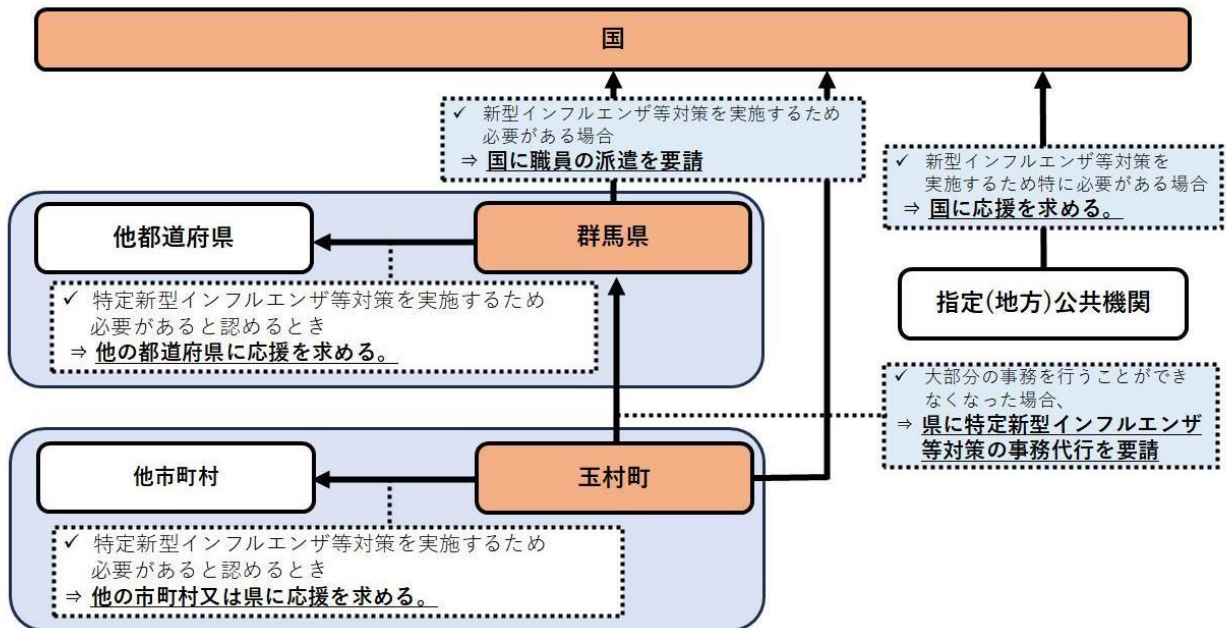 国
✓ 新型インフルエンザ等対策を実施するため
必要がある場合
⇒ 国に職員の派遣を要請
✓ 新型インフルエンザ等対策を
実施するため特に必要がある場合
⇒ 国に応援を求める。
他都道府県
群馬県
✓ 特定新型インフルエンザ等対策を実施するため
必要があると認めるとき
⇒ 他の都道府県に応援を求める。
指定(地方)公共機関
✓ 大部分の事務を行うことができ
なくなった場合、
⇒ 県に特定新型インフルエンザ
等対策の事務代行を要請
他市町村
玉村町
✓ 特定新型インフルエンザ等対策を実施するため
必要があると認めるとき
⇒ 他の市町村又は県に応援を求める。